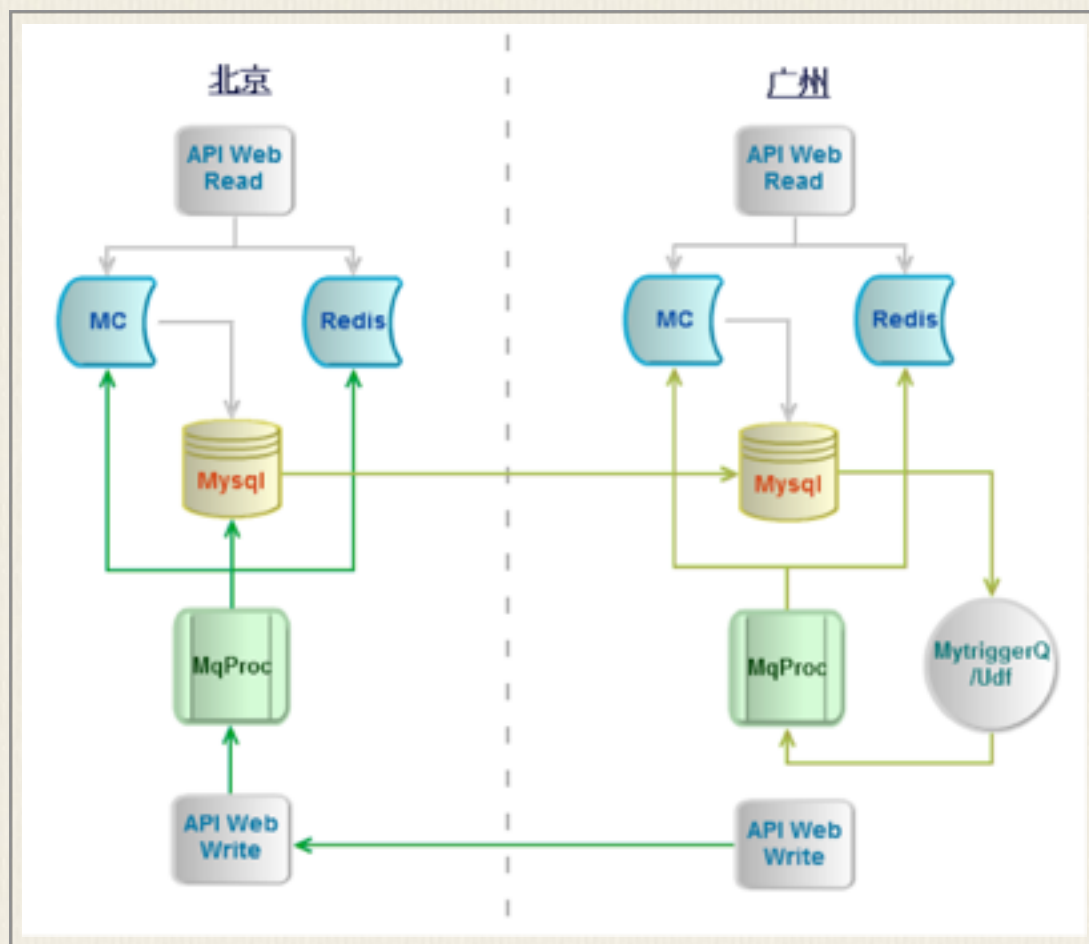 北京
广州
API Web
Read
API Web
Read
MC
Redis
MC
Redis
Mysql
Mysql
MqProc
MqProc
MytriggerQ
/Udf
API Web
Write
API Web
Write